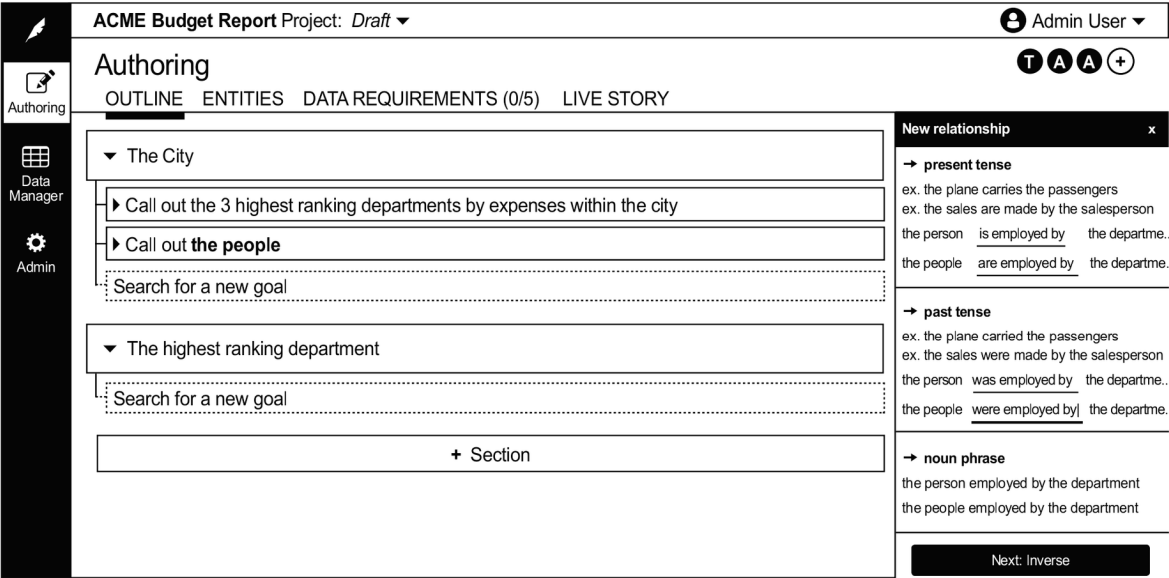 ACME Budget Report Project: Draft
Admin User
Authoring
Data Manager
Admin
Authoring
T A A +
OUTLINE ENTITIES DATA REQUIREMENTS (0/5) LIVE STORY
The City
Call out the 3 highest ranking departments by expenses within the city
Call out the people
Search for a new goal
The highest ranking department
Search for a new goal
+ Section
New relationship x
→ present tense
ex. the plane carries the passengers
ex. the sales are made by the salesperson
the person is employed by the departme..
the people are employed by the departme.
→ past tense
ex. the plane carried the passengers
ex. the sales were made by the salesperson
the person was employed by the departme..
the people were employed by the departme.
→ noun phrase
the person employed by the department
the people employed by the department
Next: Inverse